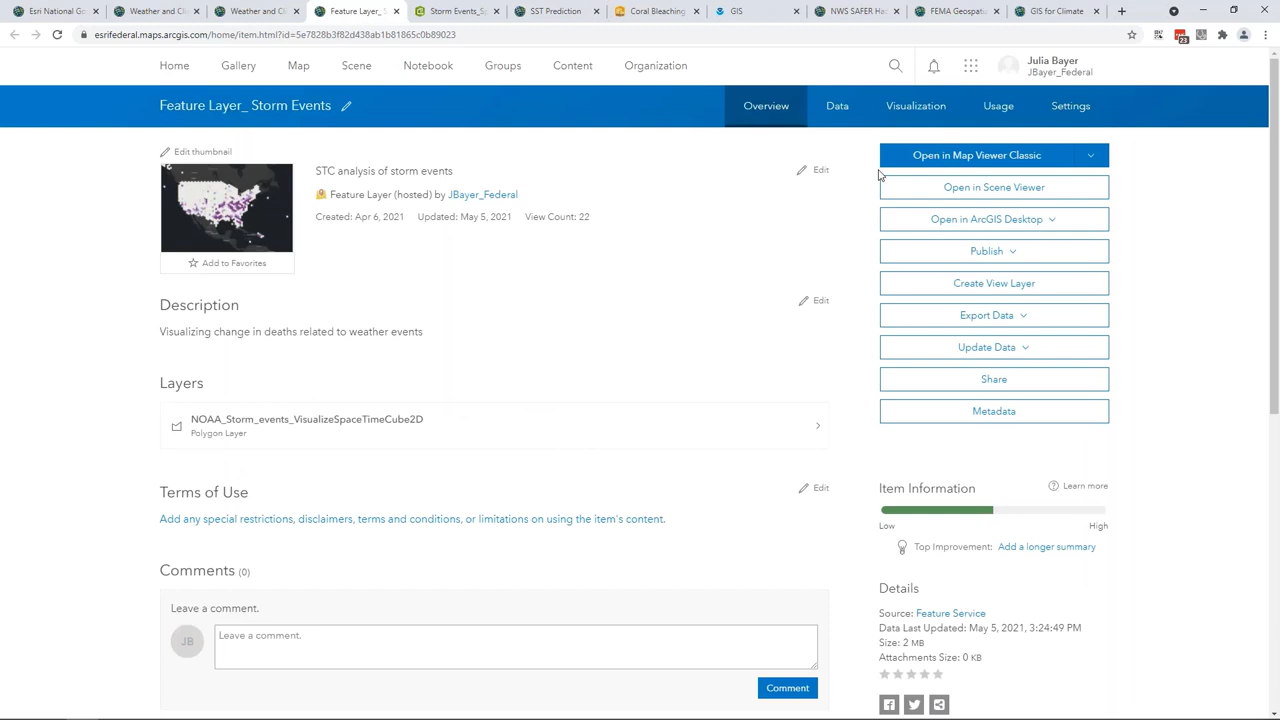 Esri National Go
Weather and Cl
Weather and Cl
Feature Layer_ S
Storm Events_S
SST Prediction
Coral Bleaching
GIS
NWS SAFER Ha
FEMA Geospati
GIS for Climate
esrifederal.maps.arcgis.com/home/item.html?id=5e7828b3f82d438ab1b81865c0b89023
23
Home Gallery Map Scene Notebook Groups Content Organization
Julia Bayer
JBayer_Federal
Feature Layer_ Storm Events
Overview Data Visualization Usage Settings
Edit thumbnail
STC analysis of storm events
Edit
Feature Layer (hosted) by JBayer_Federal
Created: Apr 6, 2021 Updated: May 5, 2021 View Count: 22
Add to Favorites
Description
Edit
Visualizing change in deaths related to weather events
Layers
NOAA_Storm_events_VisualizeSpaceTimeCube2D
Polygon Layer
Terms of Use
Edit
Add any special restrictions, disclaimers, terms and conditions, or limitations on using the item's content.
Comments (0)
Leave a comment.
JB
Leave a comment.
Comment
Open in Map Viewer Classic
Open in Scene Viewer
Open in ArcGIS Desktop
Publish
Create View Layer
Export Data
Update Data
Share
Metadata
Item Information
Learn more
Low High
Top Improvement: Add a longer summary
Details
Source: Feature Service
Data Last Updated: May 5, 2021, 3:24:49 PM
Size: 2 MB
Attachments Size: 0 KB